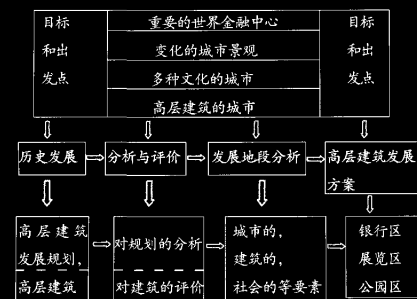 目标
和出
发点
重要的世界金融中心
变化的城市景观
多种文化的城市
高层建筑的城市
目标
和出
发点
历史发展
分析与评价
发展地段分析
高层建筑发展
方案
高层建筑
发展规划,
高层建筑
对规划的分析
对建筑的评价
城市的,
建筑的,
社会的等要素
银行区
展览区
公园区